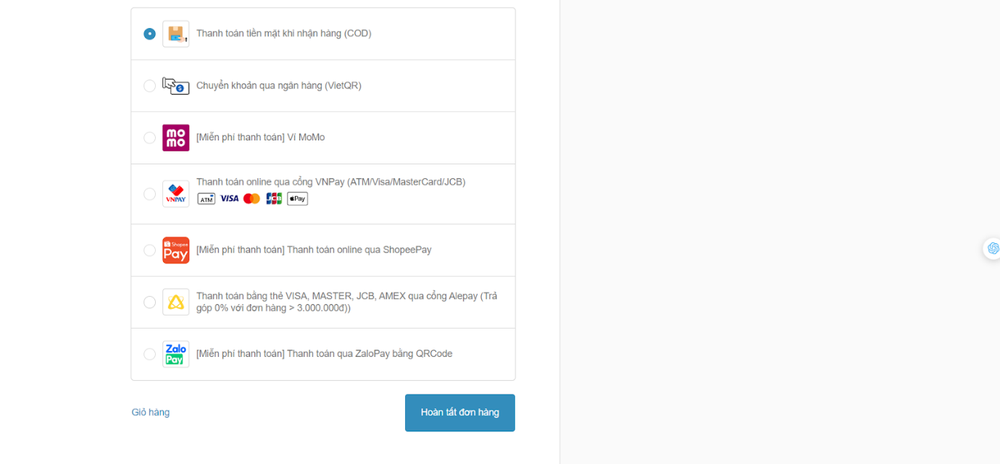 Thanh toán tiền mặt khi nhận hàng (COD)
Chuyển khoản qua ngân hàng (VietQR)
mo
mo
[Miễn phí thanh toán] Ví MoMo
Thanh toán online qua cổng VNPay (ATM/Visa/MasterCard/JCB)
VNPAY
ATM VISA JCB Pay
Shopee
Pay
[Miễn phí thanh toán] Thanh toán online qua ShopeePay
Thanh toán bằng thẻ VISA, MASTER, JCB, AMEX qua cổng Alepay (Trả
góp 0% với đơn hàng > 3.000.000đ))
Zalo
Pay
[Miễn phí thanh toán] Thanh toán qua ZaloPay bằng QRCode
Giỏ hàng
Hoàn tất đơn hàng